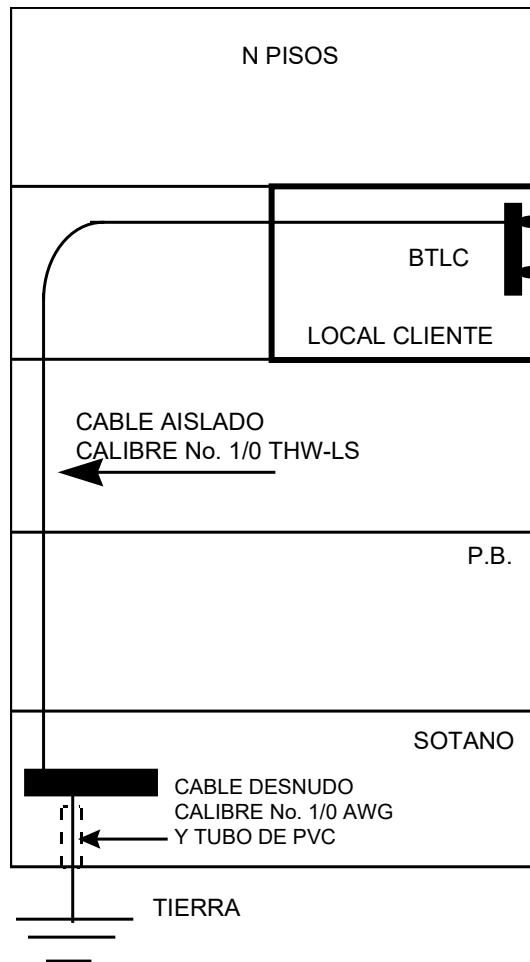 N PISOS
BTLC
LOCAL CLIENTE
CABLE AISLADO
CALIBRE No. 1/0 THW-LS
P.B.
SOTANO
CABLE DESNUDO
CALIBRE No. 1/0 AWG
Y TUBO DE PVC
TIERRA